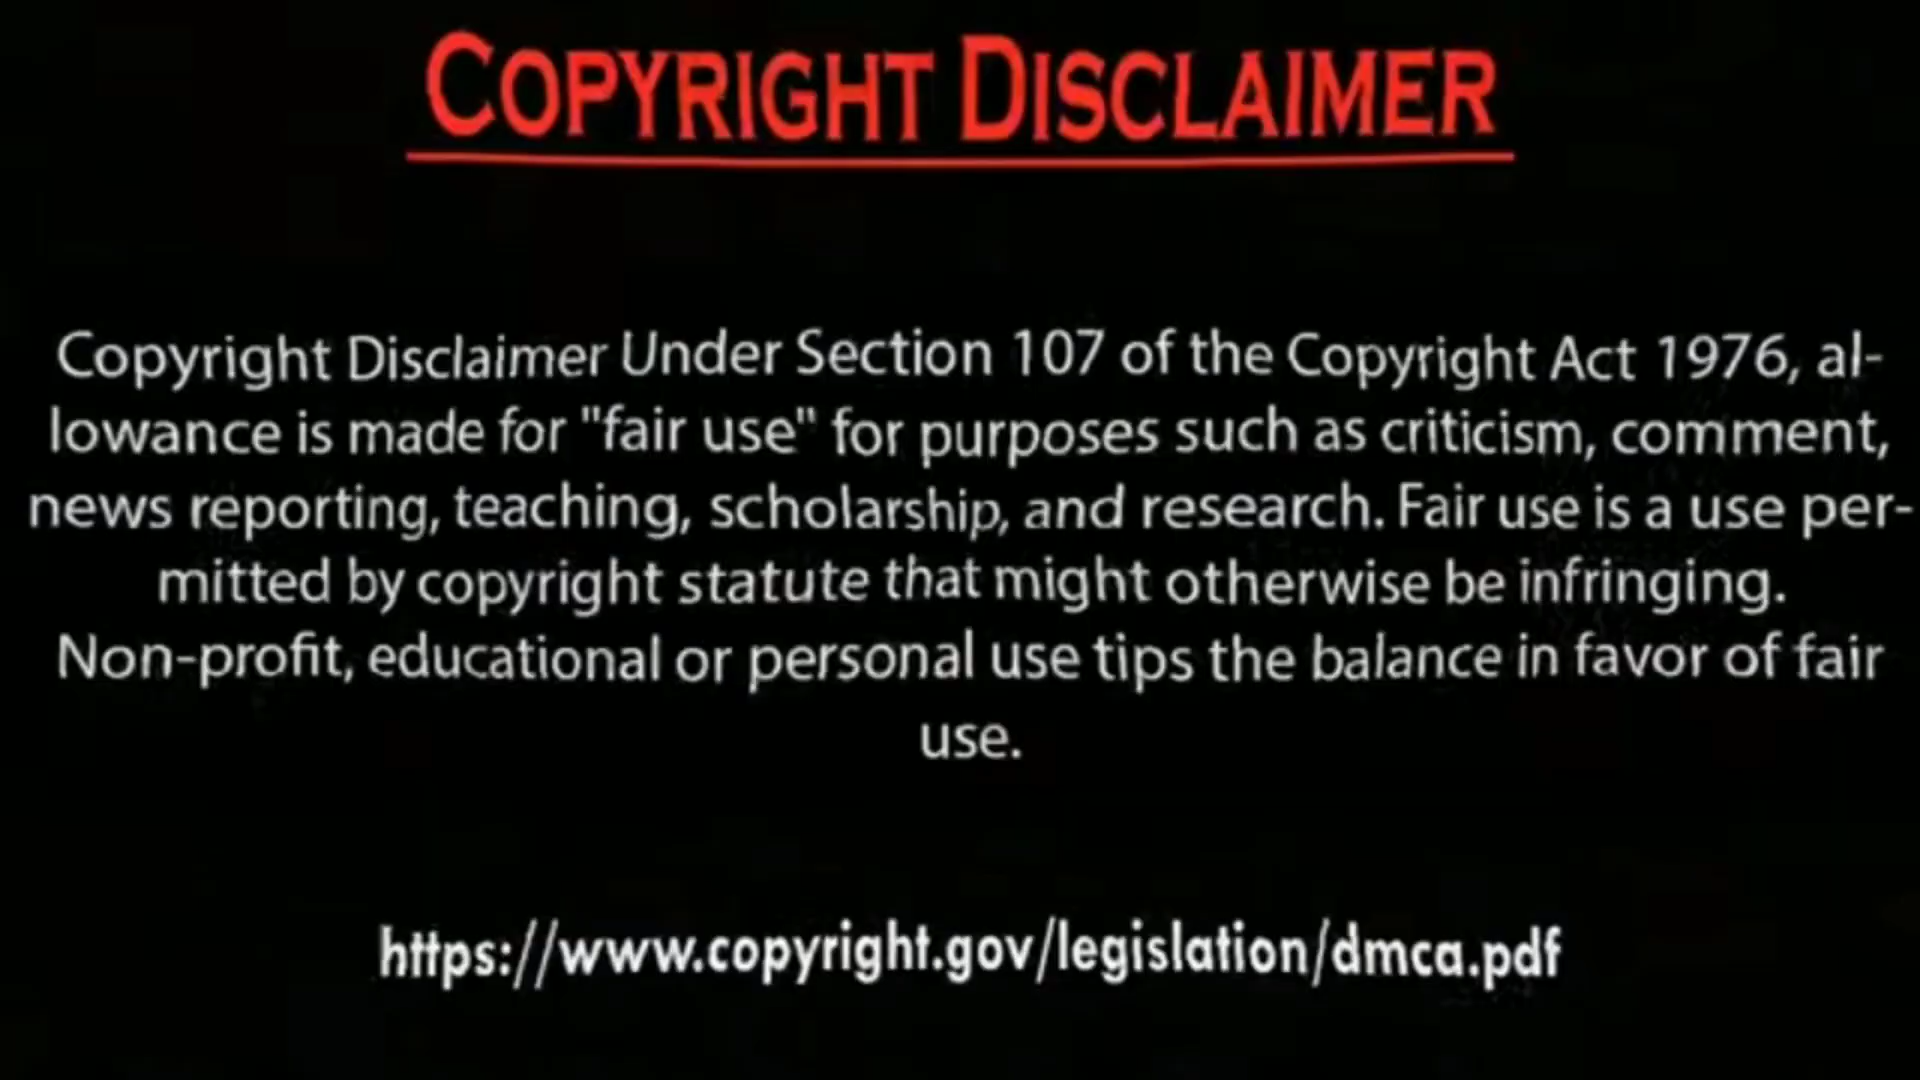 COPYRIGHT DISCLAIMER
Copyright Disclaimer Under Section 107 of the Copyright Act 1976, al-
lowance is made for "fair use" for purposes such as criticism, comment,
news reporting, teaching, scholarship, and research. Fair use is a use per-
mitted by copyright statute that might otherwise be infringing.
Non-profit, educational or personal use tips the balance in favor of fair
use.
https://www.copyright.gov/legislation/dmca.pdf